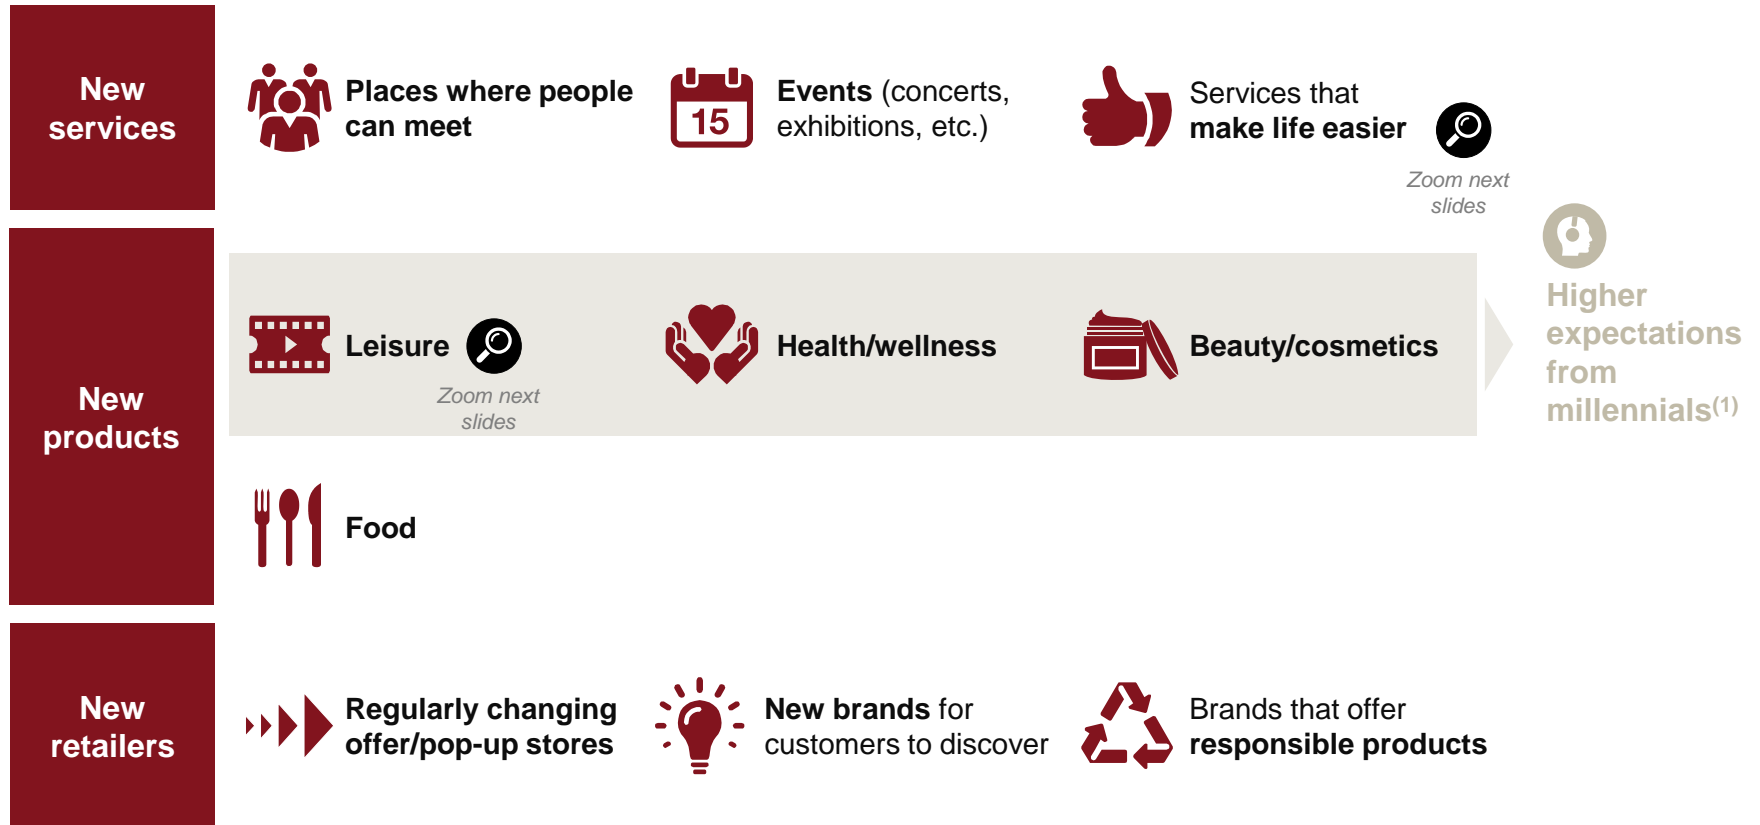 New
services
Places where people
can meet
15
Events (concerts,
exhibitions, etc.)
Services that
make life easier
Zoom next
slides
New
products
Leisure
Zoom next
slides
Health/wellness
Beauty/cosmetics
Higher
expectations
from
millennials(1)
Food
New
retailers
Regularly changing
offer/pop-up stores
New brands for
customers to discover
Brands that offer
responsible products